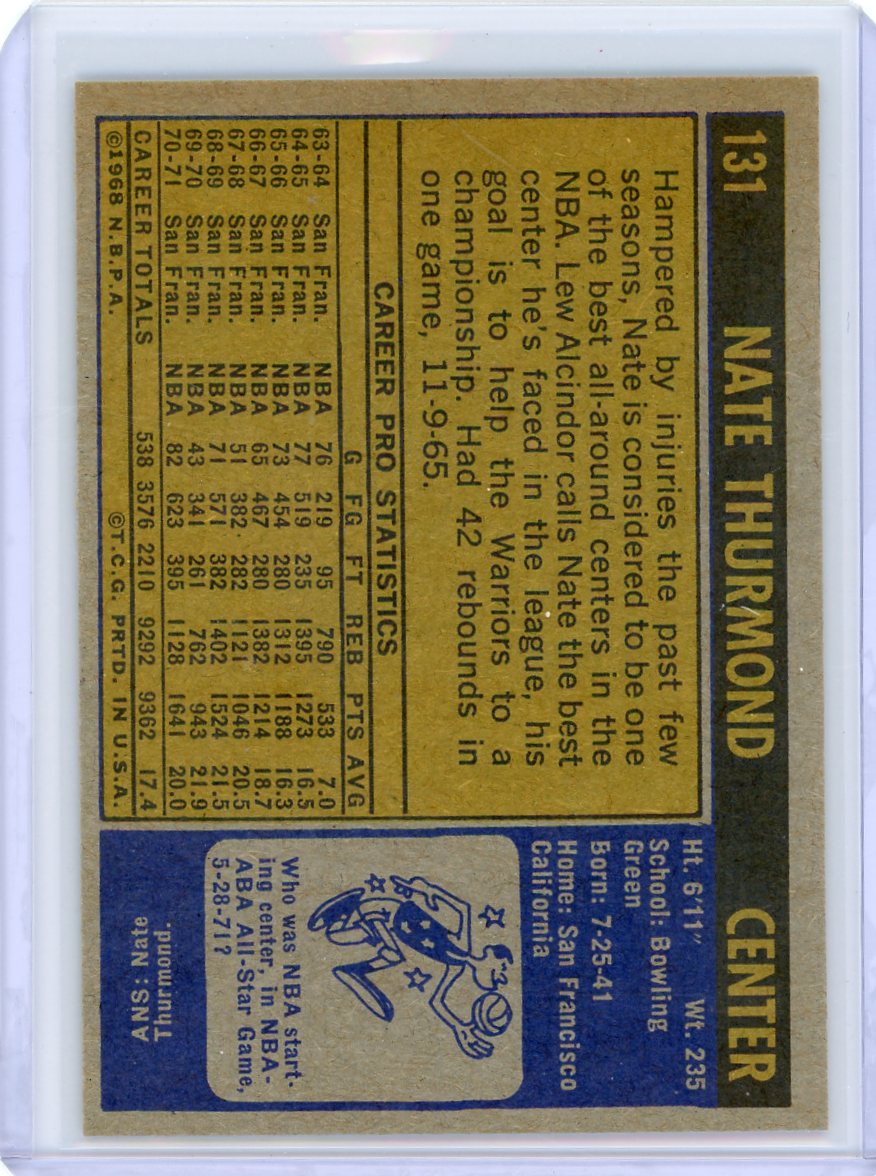 131 NATE THURMOND CENTER
Hampered by injuries the past few
seasons, Nate is considered to be one
of the best all-around centers in the
NBA. Lew Alcindor calls Nate the best
center he's faced in the league, his
goal is to help the Warriors to a
championship. Had 42 rebounds in
one game, 11-9-65.
CAREER PRO STATISTICS
G FG FT REB PTS AVG
63-64 San Fran. NBA 76 219 95 790 533 7.0
64-65 San Fran. NBA 77 519 235 1395 1273 16.5
65-66 San Fran. NBA 73 454 280 1312 1188 16.3
66-67 San Fran. NBA 65 467 280 1382 1214 18.7
67-68 San Fran. NBA 51 382 282 1121 1046 20.5
68-69 San Fran. NBA 71 571 382 1402 1524 21.5
69-70 San Fran. NBA 43 341 261 762 943 21.9
70-71 San Fran. NBA 82 623 395 1128 1641 20.0
CAREER TOTALS 538 3576 2210 9292 9362 17.4
©1968 N.B.P.A. ©T.C.G. PRTD. IN U.S.A.
Ht. 6'11" Wt. 235
School: Bowling
Green
Born: 7-25-41
Home: San Francisco
California
Who was NBA start-
ing center, in NBA-
ABA All-Star Game,
5-28-71?
ANS: Nate
Thurmond.